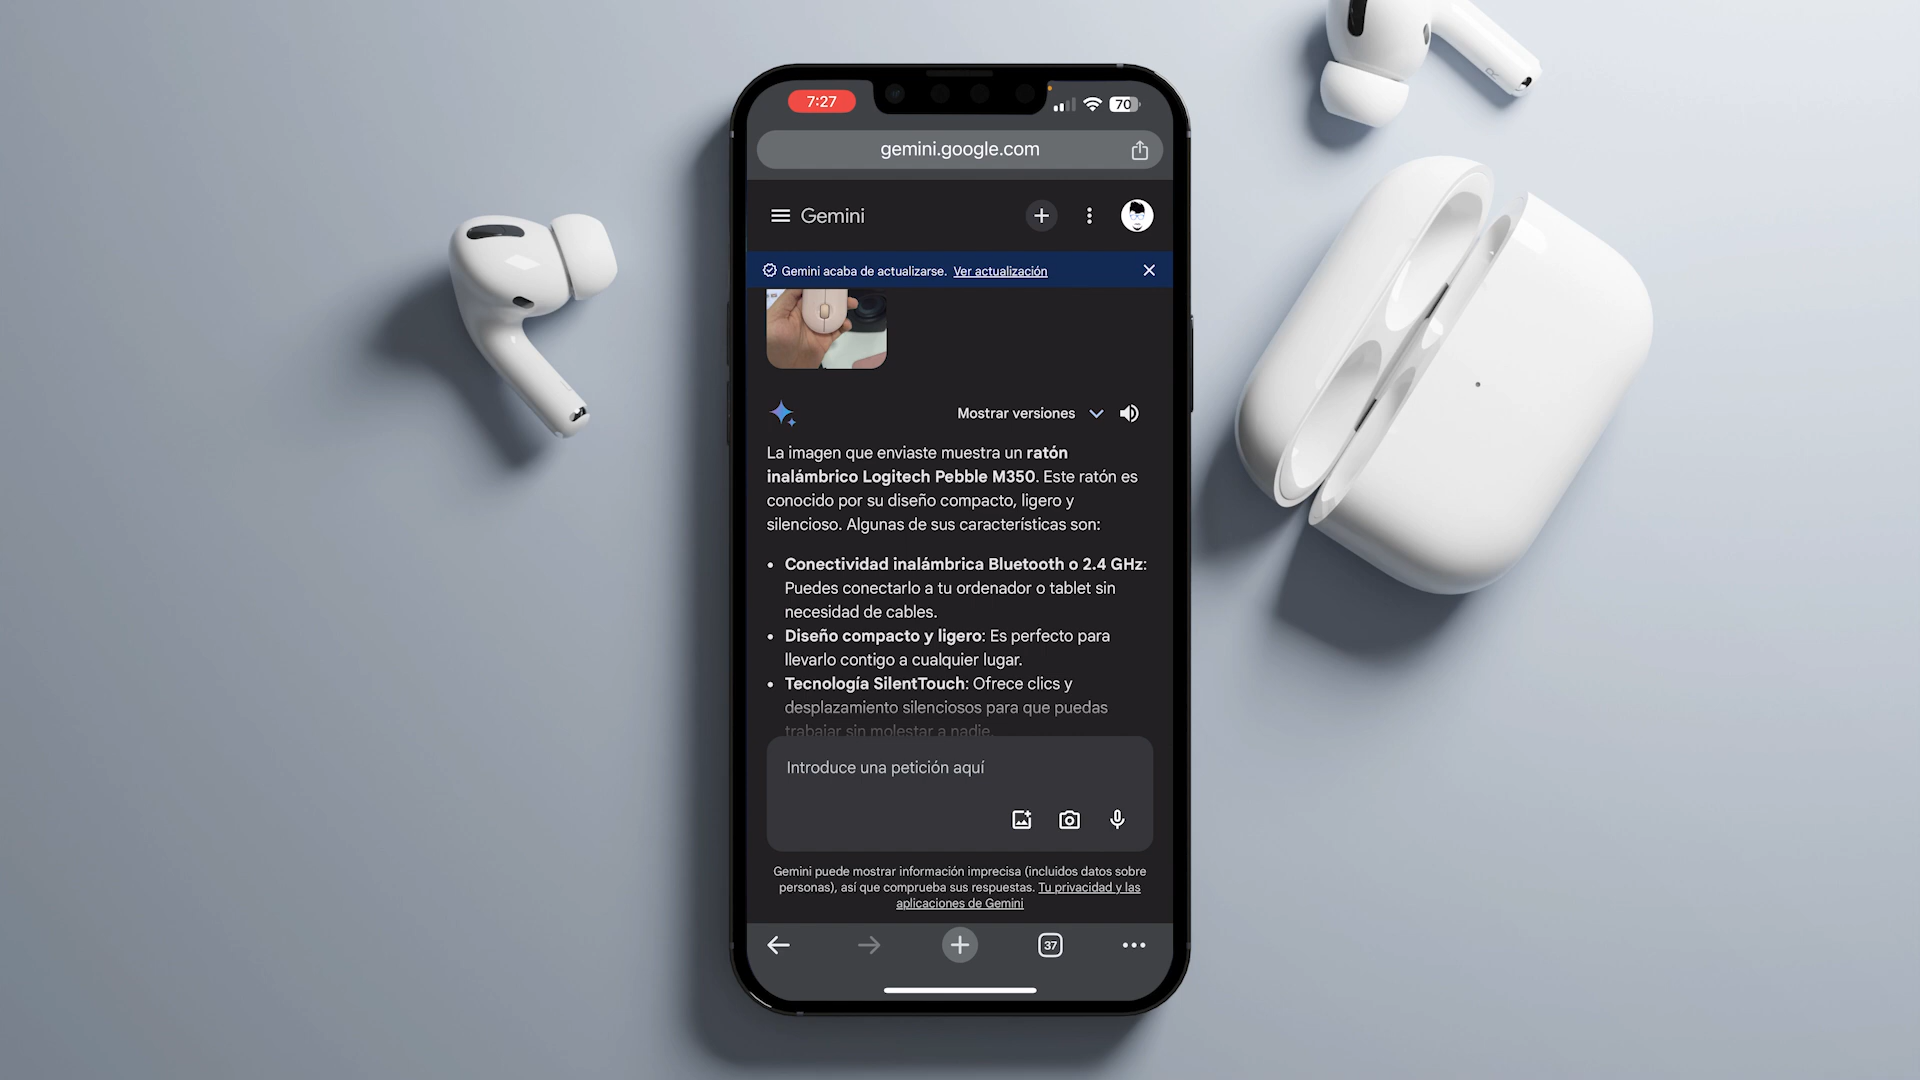 7:27
70
gemini.google.com
Gemini
Gemini acaba de actualizarse. Ver actualización
Mostrar versiones
La imagen que enviaste muestra un ratón
inalámbrico Logitech Pebble M350. Este ratón es
conocido por su diseño compacto, ligero y
silencioso. Algunas de sus características son:
• Conectividad inalámbrica Bluetooth o 2.4 GHz:
Puedes conectarlo a tu ordenador o tablet sin
necesidad de cables.
• Diseño compacto y ligero: Es perfecto para
llevarlo contigo a cualquier lugar.
• Tecnología SilentTouch: Ofrece clics y
desplazamiento silenciosos para que puedas
trabajar sin molestar a nadie.
Introduce una petición aquí
Gemini puede mostrar información imprecisa (incluidos datos sobre
personas), así que comprueba sus respuestas. Tu privacidad y las
aplicaciones de Gemini
37
R